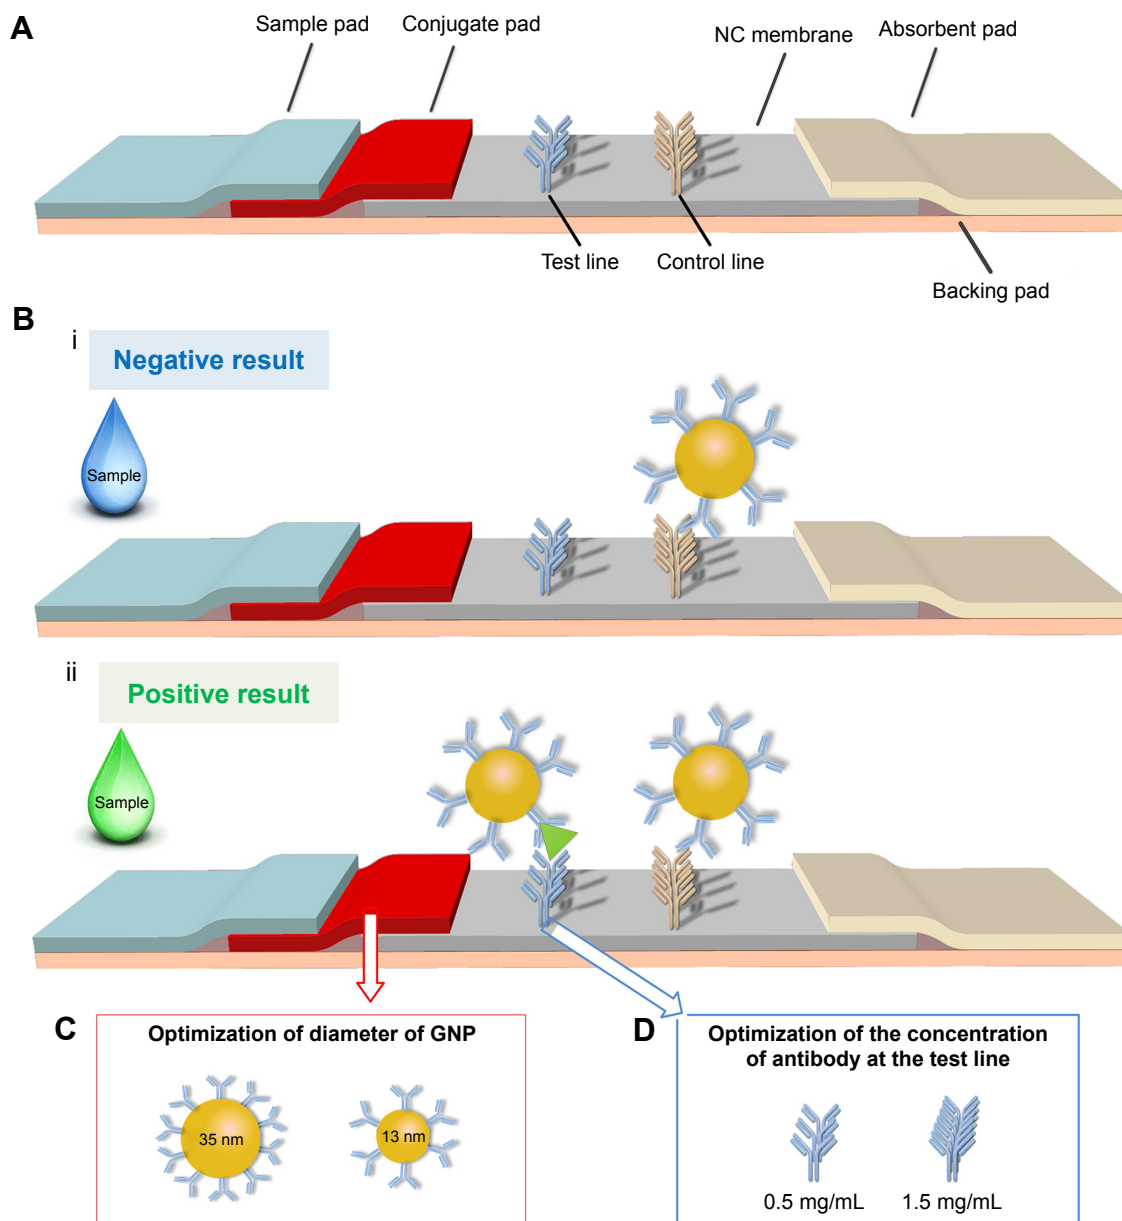 A
Sample pad
Conjugate pad
NC membrane
Absorbent pad
Test line
Control line
Backing pad
B
i
Negative result
Sample
ii
Positive result
Sample
C
Optimization of diameter of GNP
35 nm
13 nm
D
Optimization of the concentration
of antibody at the test line
0.5 mg/mL
1.5 mg/mL